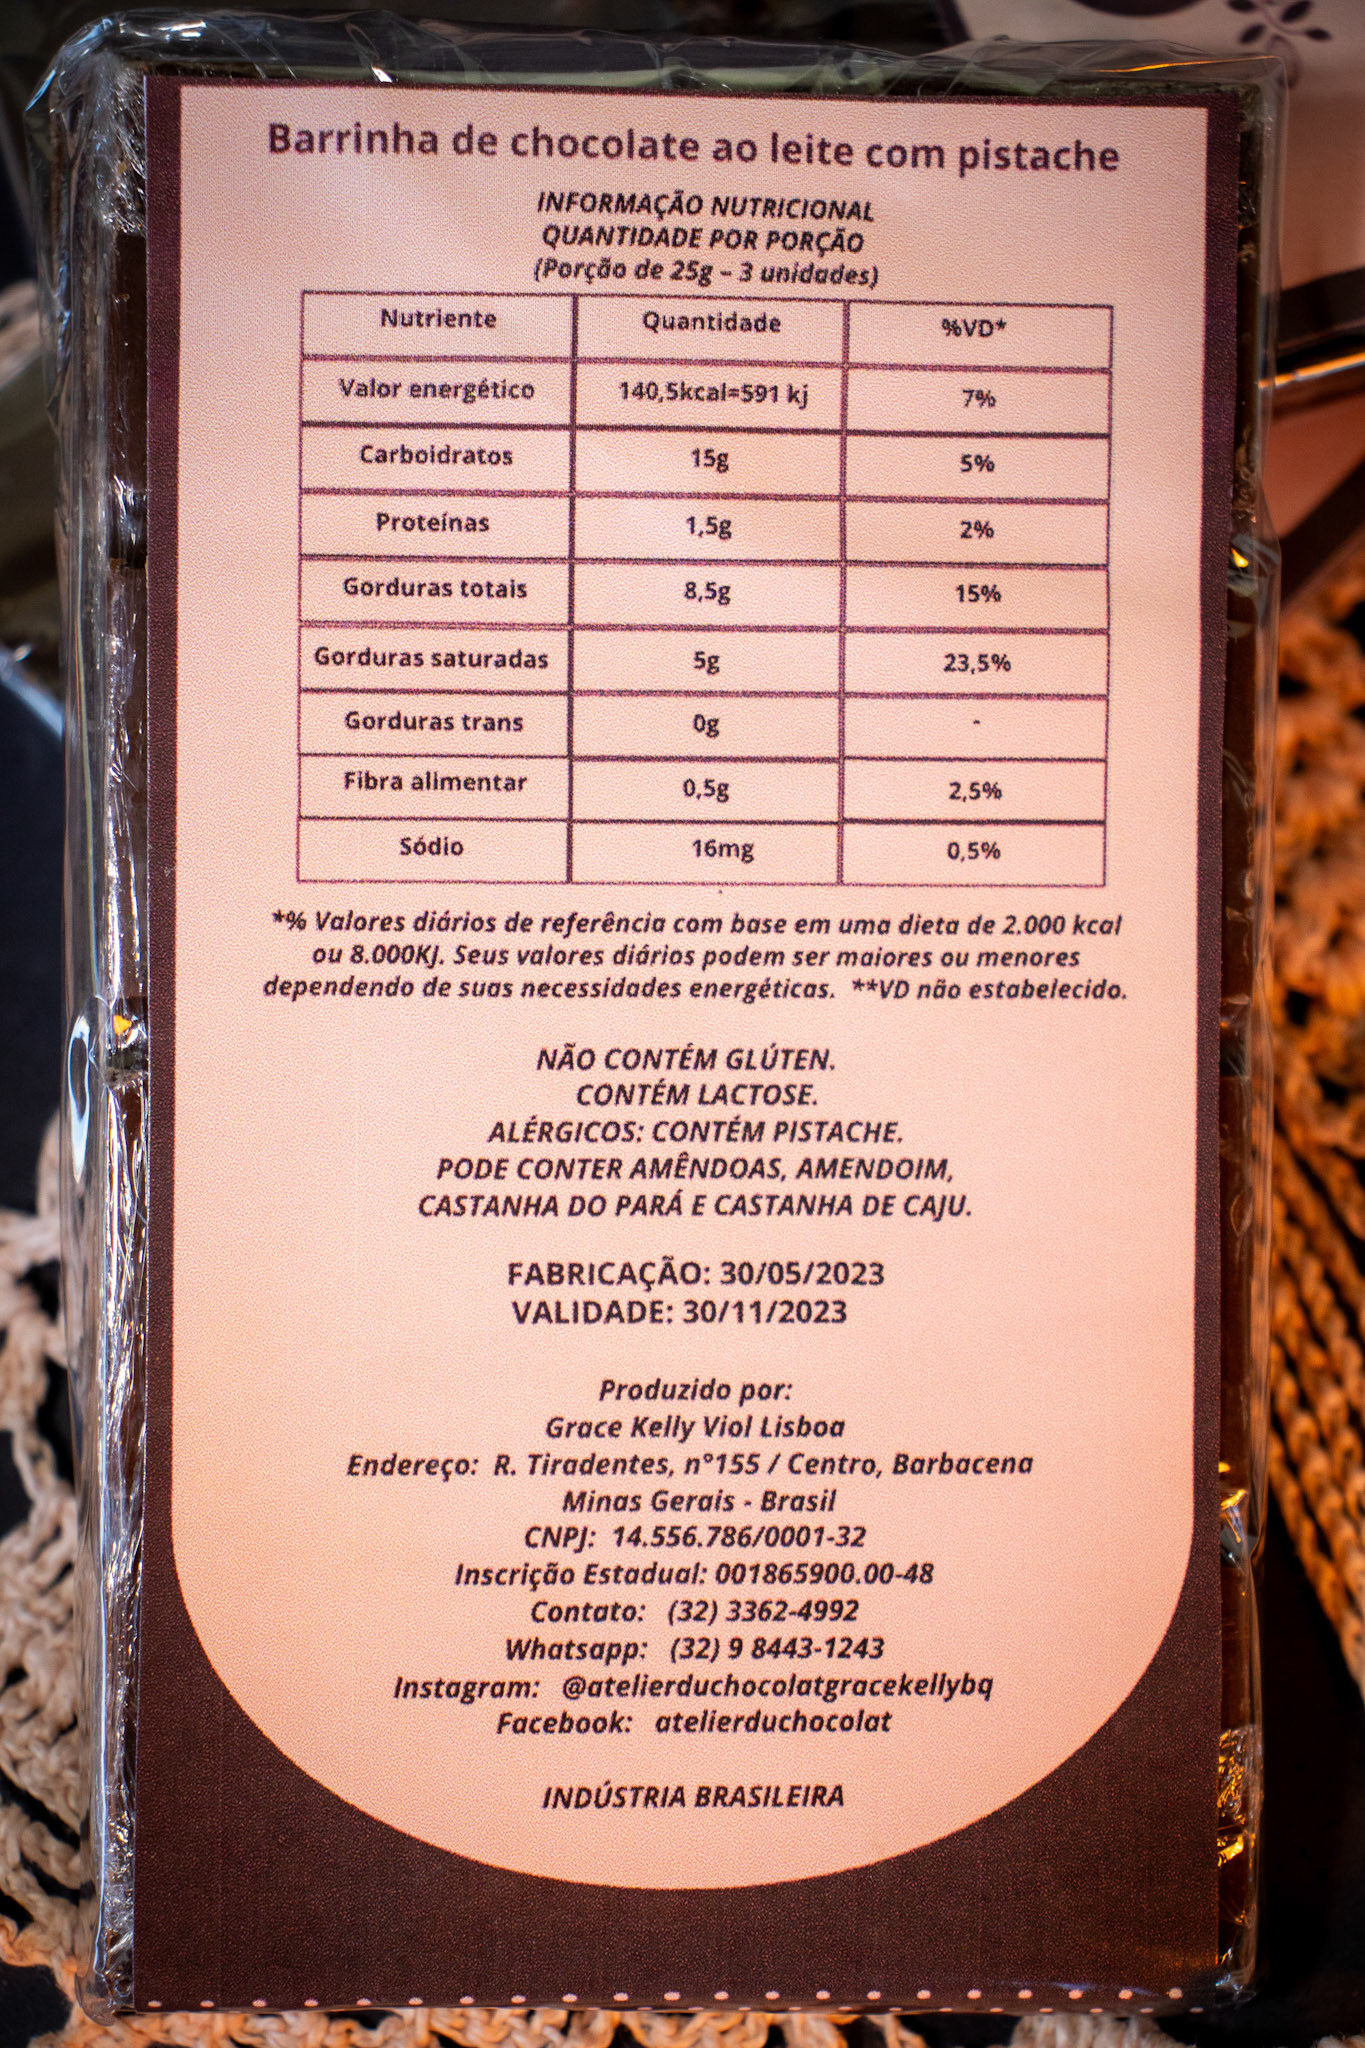 Barrinha de chocolate ao leite com pistache
INFORMAÇÃO NUTRICIONAL
QUANTIDADE POR PORÇÃO
(Porção de 25g – 3 unidades)
Nutriente Quantidade %VD*
Valor energético 140,5kcal=591 kj 7%
Carboidratos 15g 5%
Proteínas 1,5g 2%
Gorduras totais 8,5g 15%
Gorduras saturadas 5g 23,5%
Gorduras trans 0g -
Fibra alimentar 0,5g 2,5%
Sódio 16mg 0,5%
*% Valores diários de referência com base em uma dieta de 2.000 kcal
ou 8.000KJ. Seus valores diários podem ser maiores ou menores
dependendo de suas necessidades energéticas. **VD não estabelecido.
NÃO CONTÉM GLÚTEN.
CONTÉM LACTOSE.
ALÉRGICOS: CONTÉM PISTACHE.
PODE CONTER AMÊNDOAS, AMENDOIM,
CASTANHA DO PARÁ E CASTANHA DE CAJU.
FABRICAÇÃO: 30/05/2023
VALIDADE: 30/11/2023
Produzido por:
Grace Kelly Viol Lisboa
Endereço: R. Tiradentes, n°155 / Centro, Barbacena
Minas Gerais - Brasil
CNPJ: 14.556.786/0001-32
Inscrição Estadual: 001865900.00-48
Contato: (32) 3362-4992
Whatsapp: (32) 9 8443-1243
Instagram: @atelierduchocolatgracekellybq
Facebook: atelierduchocolat
INDÚSTRIA BRASILEIRA